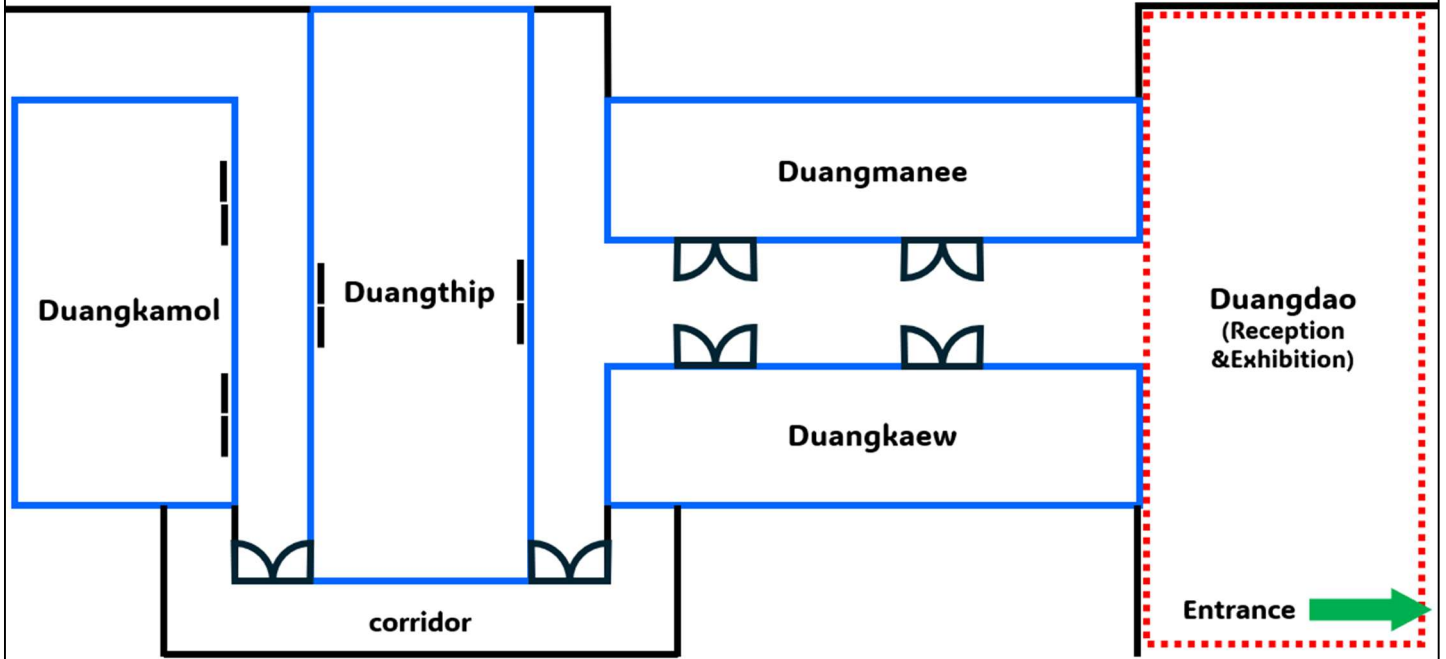 Duangmanee
Duangthip
Duangkamol
Duangdao
(Reception
&Exhibition)
Duangkaew
Entrance
corridor